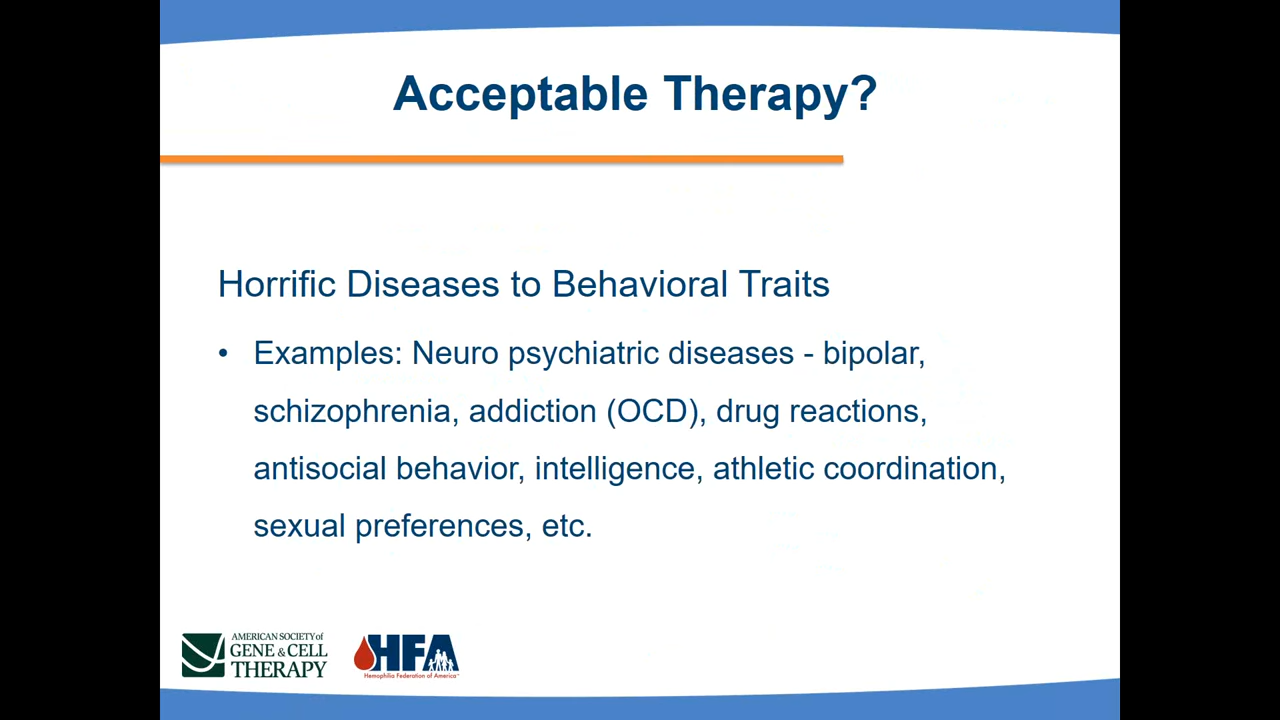 Acceptable Therapy?
Horrific Diseases to Behavioral Traits
• Examples: Neuro psychiatric diseases - bipolar,
schizophrenia, addiction (OCD), drug reactions,
antisocial behavior, intelligence, athletic coordination,
sexual preferences, etc.
AMERICAN SOCIETY of
GENE & CELL
THERAPY
HFA
Hemophilia Federation of America™